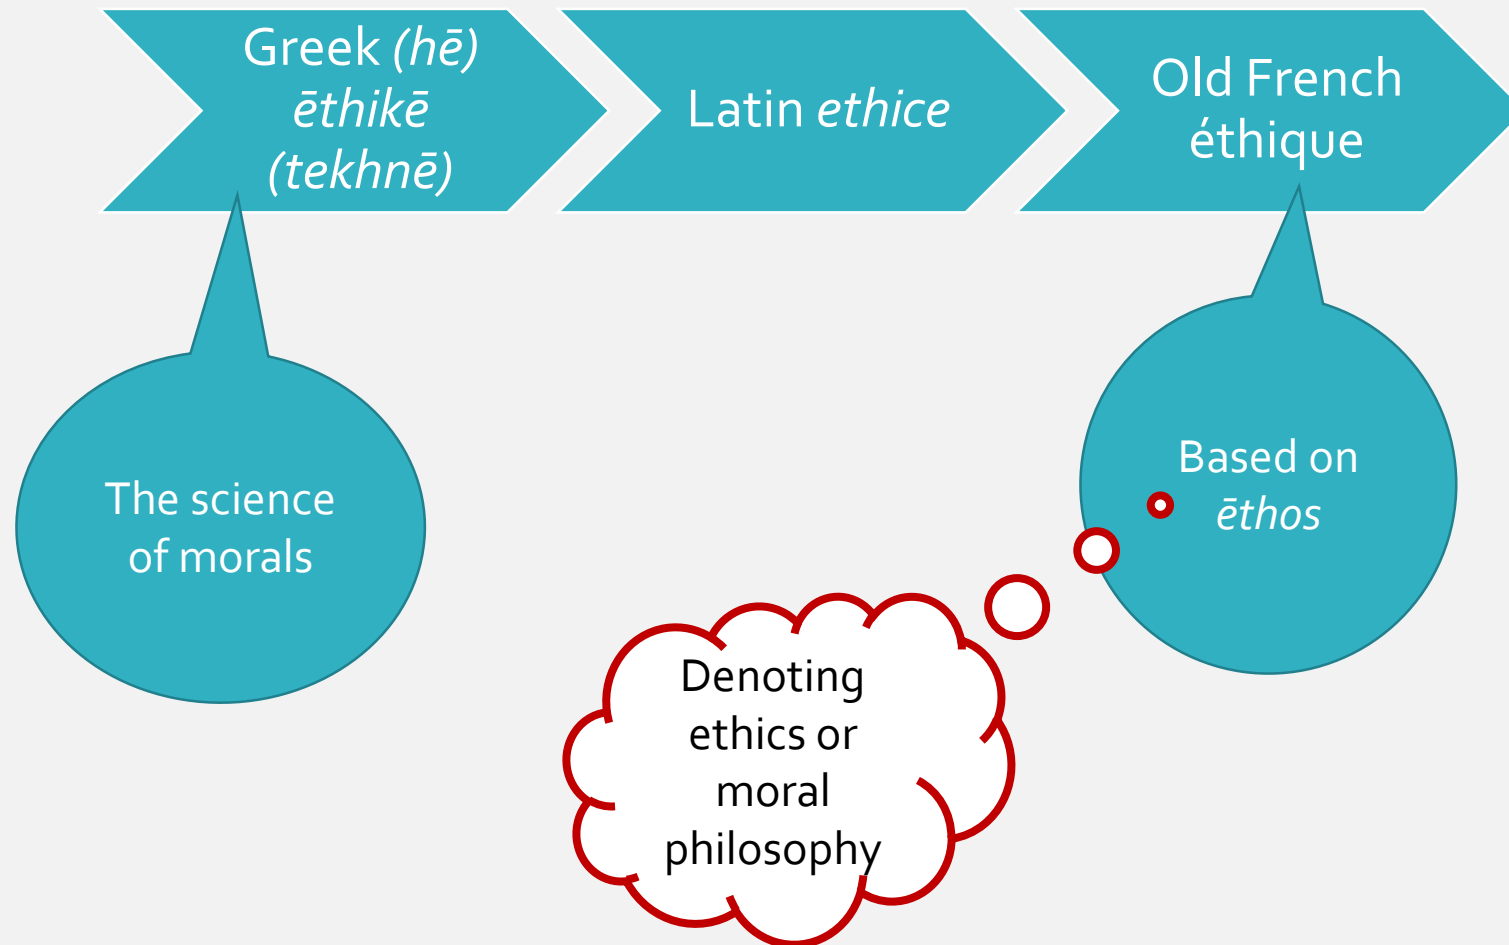 Greek (hē)
ēthikē
(tekhnē)
Latin ethice
Old French
éthique
The science
of morals
Based on
ēthos
Denoting
ethics or
moral
philosophy